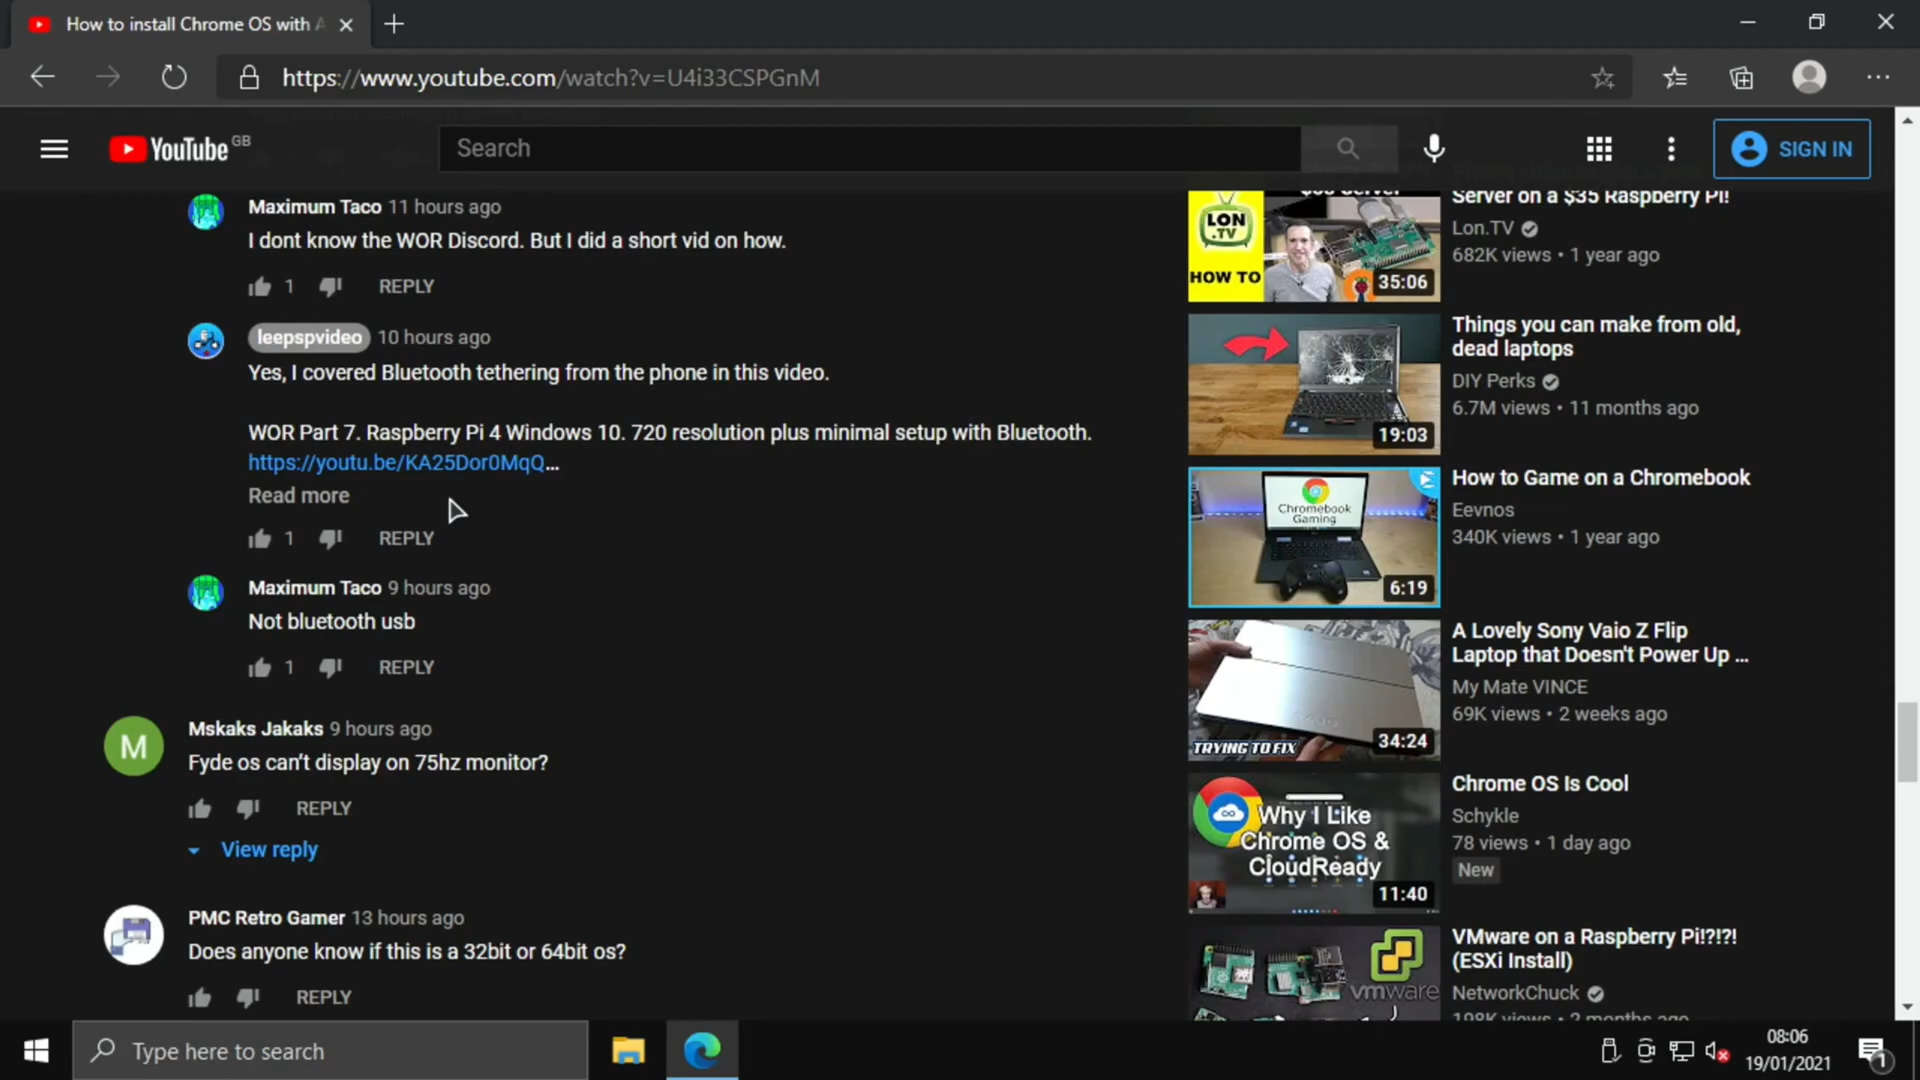 How to install Chrome OS with A
https://www.youtube.com/watch?v=U4i33CSPGnM
YouTube GB
Search
SIGN IN
Maximum Taco 11 hours ago
I dont know the WOR Discord. But I did a short vid on how.
1 REPLY
leepspvideo 10 hours ago
Yes, I covered Bluetooth tethering from the phone in this video.
WOR Part 7. Raspberry Pi 4 Windows 10. 720 resolution plus minimal setup with Bluetooth.
https://youtu.be/KA25Dor0MqQ...
Read more
1 REPLY
Maximum Taco 9 hours ago
Not bluetooth usb
1 REPLY
M
Mskaks Jakaks 9 hours ago
Fyde os can't display on 75hz monitor?
REPLY
View reply
PMC Retro Gamer 13 hours ago
Does anyone know if this is a 32bit or 64bit os?
REPLY
LON
.TV
HOW TO
35:06
Server on a $35 Raspberry Pi!
Lon.TV
682K views • 1 year ago
19:03
Things you can make from old,
dead laptops
DIY Perks
6.7M views • 11 months ago
Chromebook
Gaming
6:19
How to Game on a Chromebook
Eevnos
340K views • 1 year ago
TRYING TO FIX
34:24
A Lovely Sony Vaio Z Flip
Laptop that Doesn't Power Up ...
My Mate VINCE
69K views • 2 weeks ago
Why I Like
Chrome OS &
CloudReady
11:40
Chrome OS Is Cool
Schykle
78 views • 1 day ago
New
vmware
VMware on a Raspberry Pi!?!?!
(ESXi Install)
NetworkChuck
198K views • 2 months ago
Type here to search
08:06
19/01/2021
1